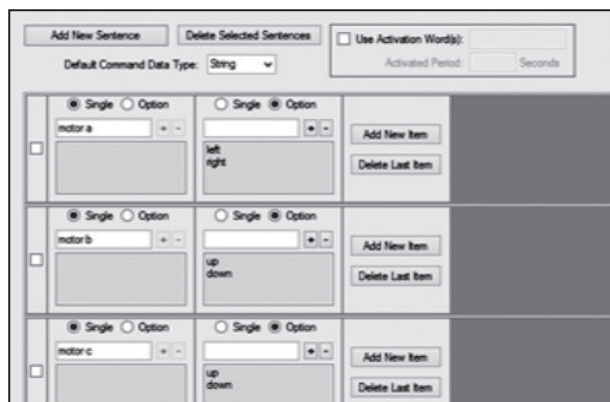 Add New Sentence Delete Selected Sentences Use Activation Word(s):
Default Command Data Type: String Activated Period: Seconds
Single Option Single Option
motor a + - + -
left
right
Add New Item
Delete Last Item
Single Option Single Option
motor b + - + -
up
down
Add New Item
Delete Last Item
Single Option Single Option
motor c + - + -
up
down
Add New Item
Delete Last Item